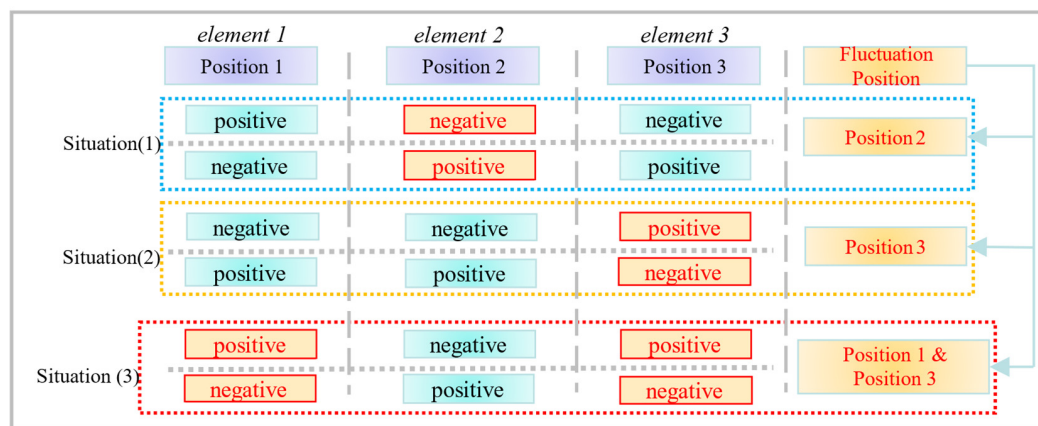 element 1 element 2 element 3
Position 1 Position 2 Position 3 Fluctuation
Position
positive negative negative
Situation(1) Position 2
negative positive positive
negative negative positive
Situation(2) Position 3
positive positive negative
positive negative positive
Situation (3) Position 1 &
Position 3
negative positive negative